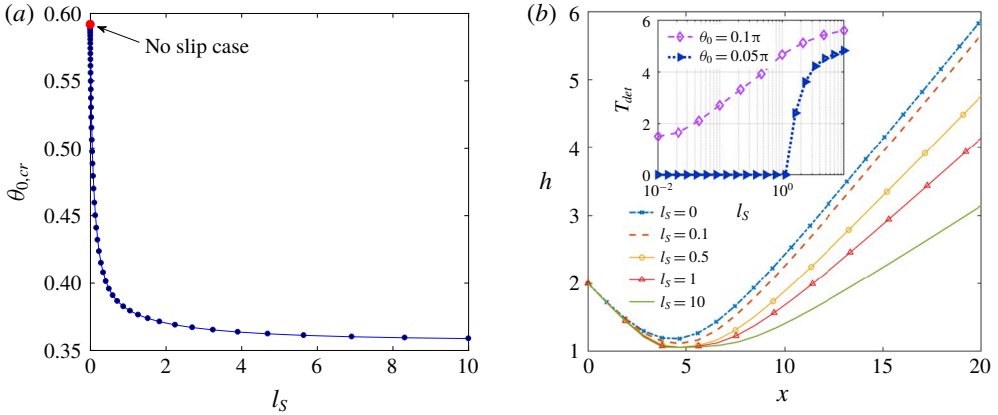 (a)
0.60
0.55
0.50
0.45
0.40
0.35
θ0,cr
No slip case
0 2 4 6 8 10
lS
(b)
6
5
4
3
2
1
h
6
4
2
0
Tdet
θ0 = 0.1π
θ0 = 0.05π
10−2 100
lS
lS = 0
lS = 0.1
lS = 0.5
lS = 1
lS = 10
0 5 10 15 20
x